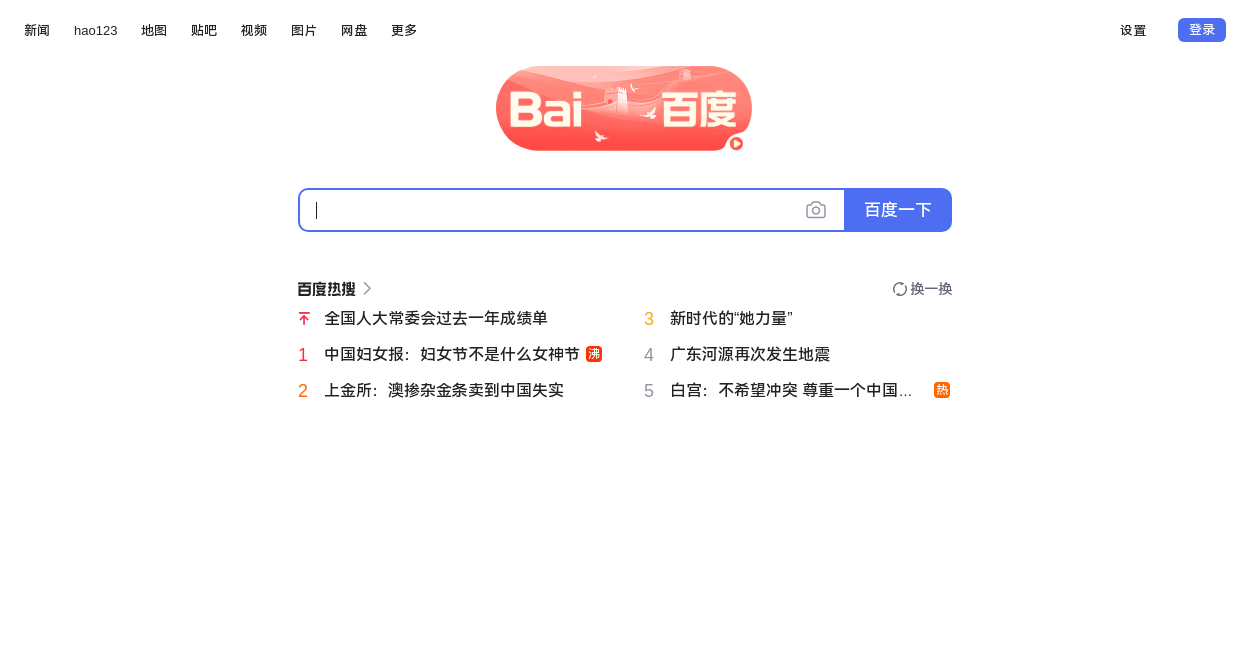 新闻 hao123 地图 贴吧 视频 图片 网盘 更多 设置 登录
Bai 百度
百度一下
百度热搜 换一换
全国人大常委会过去一年成绩单
1 中国妇女报：妇女节不是什么女神节 沸
2 上金所：澳掺杂金条卖到中国失实
3 新时代的“她力量”
4 广东河源再次发生地震
5 白宫：不希望冲突 尊重一个中国... 热